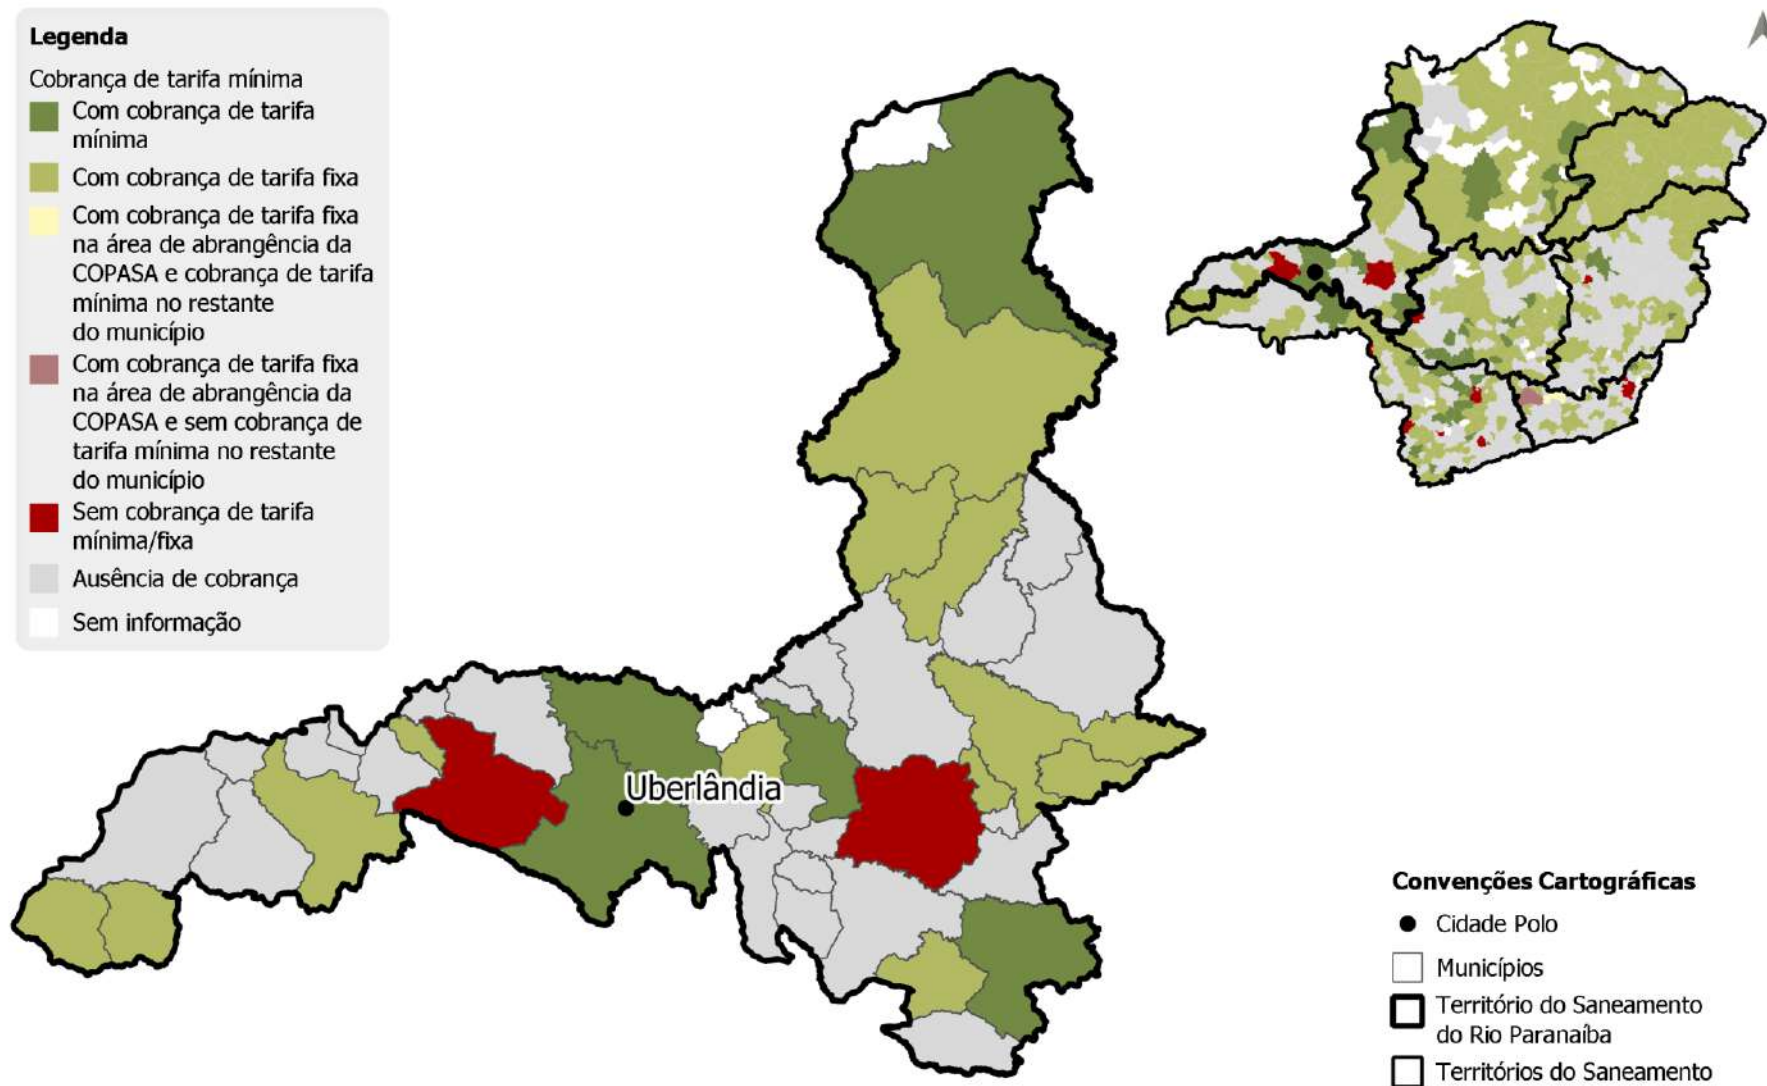 Legenda
Cobrança de tarifa mínima
Com cobrança de tarifa
mínima
Com cobrança de tarifa fixa
Com cobrança de tarifa fixa
na área de abrangência da
COPASA e cobrança de tarifa
mínima no restante
do município
Com cobrança de tarifa fixa
na área de abrangência da
COPASA e sem cobrança de
tarifa mínima no restante
do município
Sem cobrança de tarifa
mínima/fixa
Ausência de cobrança
Sem informação
Uberlândia
Convenções Cartográficas
Cidade Polo
Municípios
Território do Saneamento
do Rio Paranaíba
Territórios do Saneamento